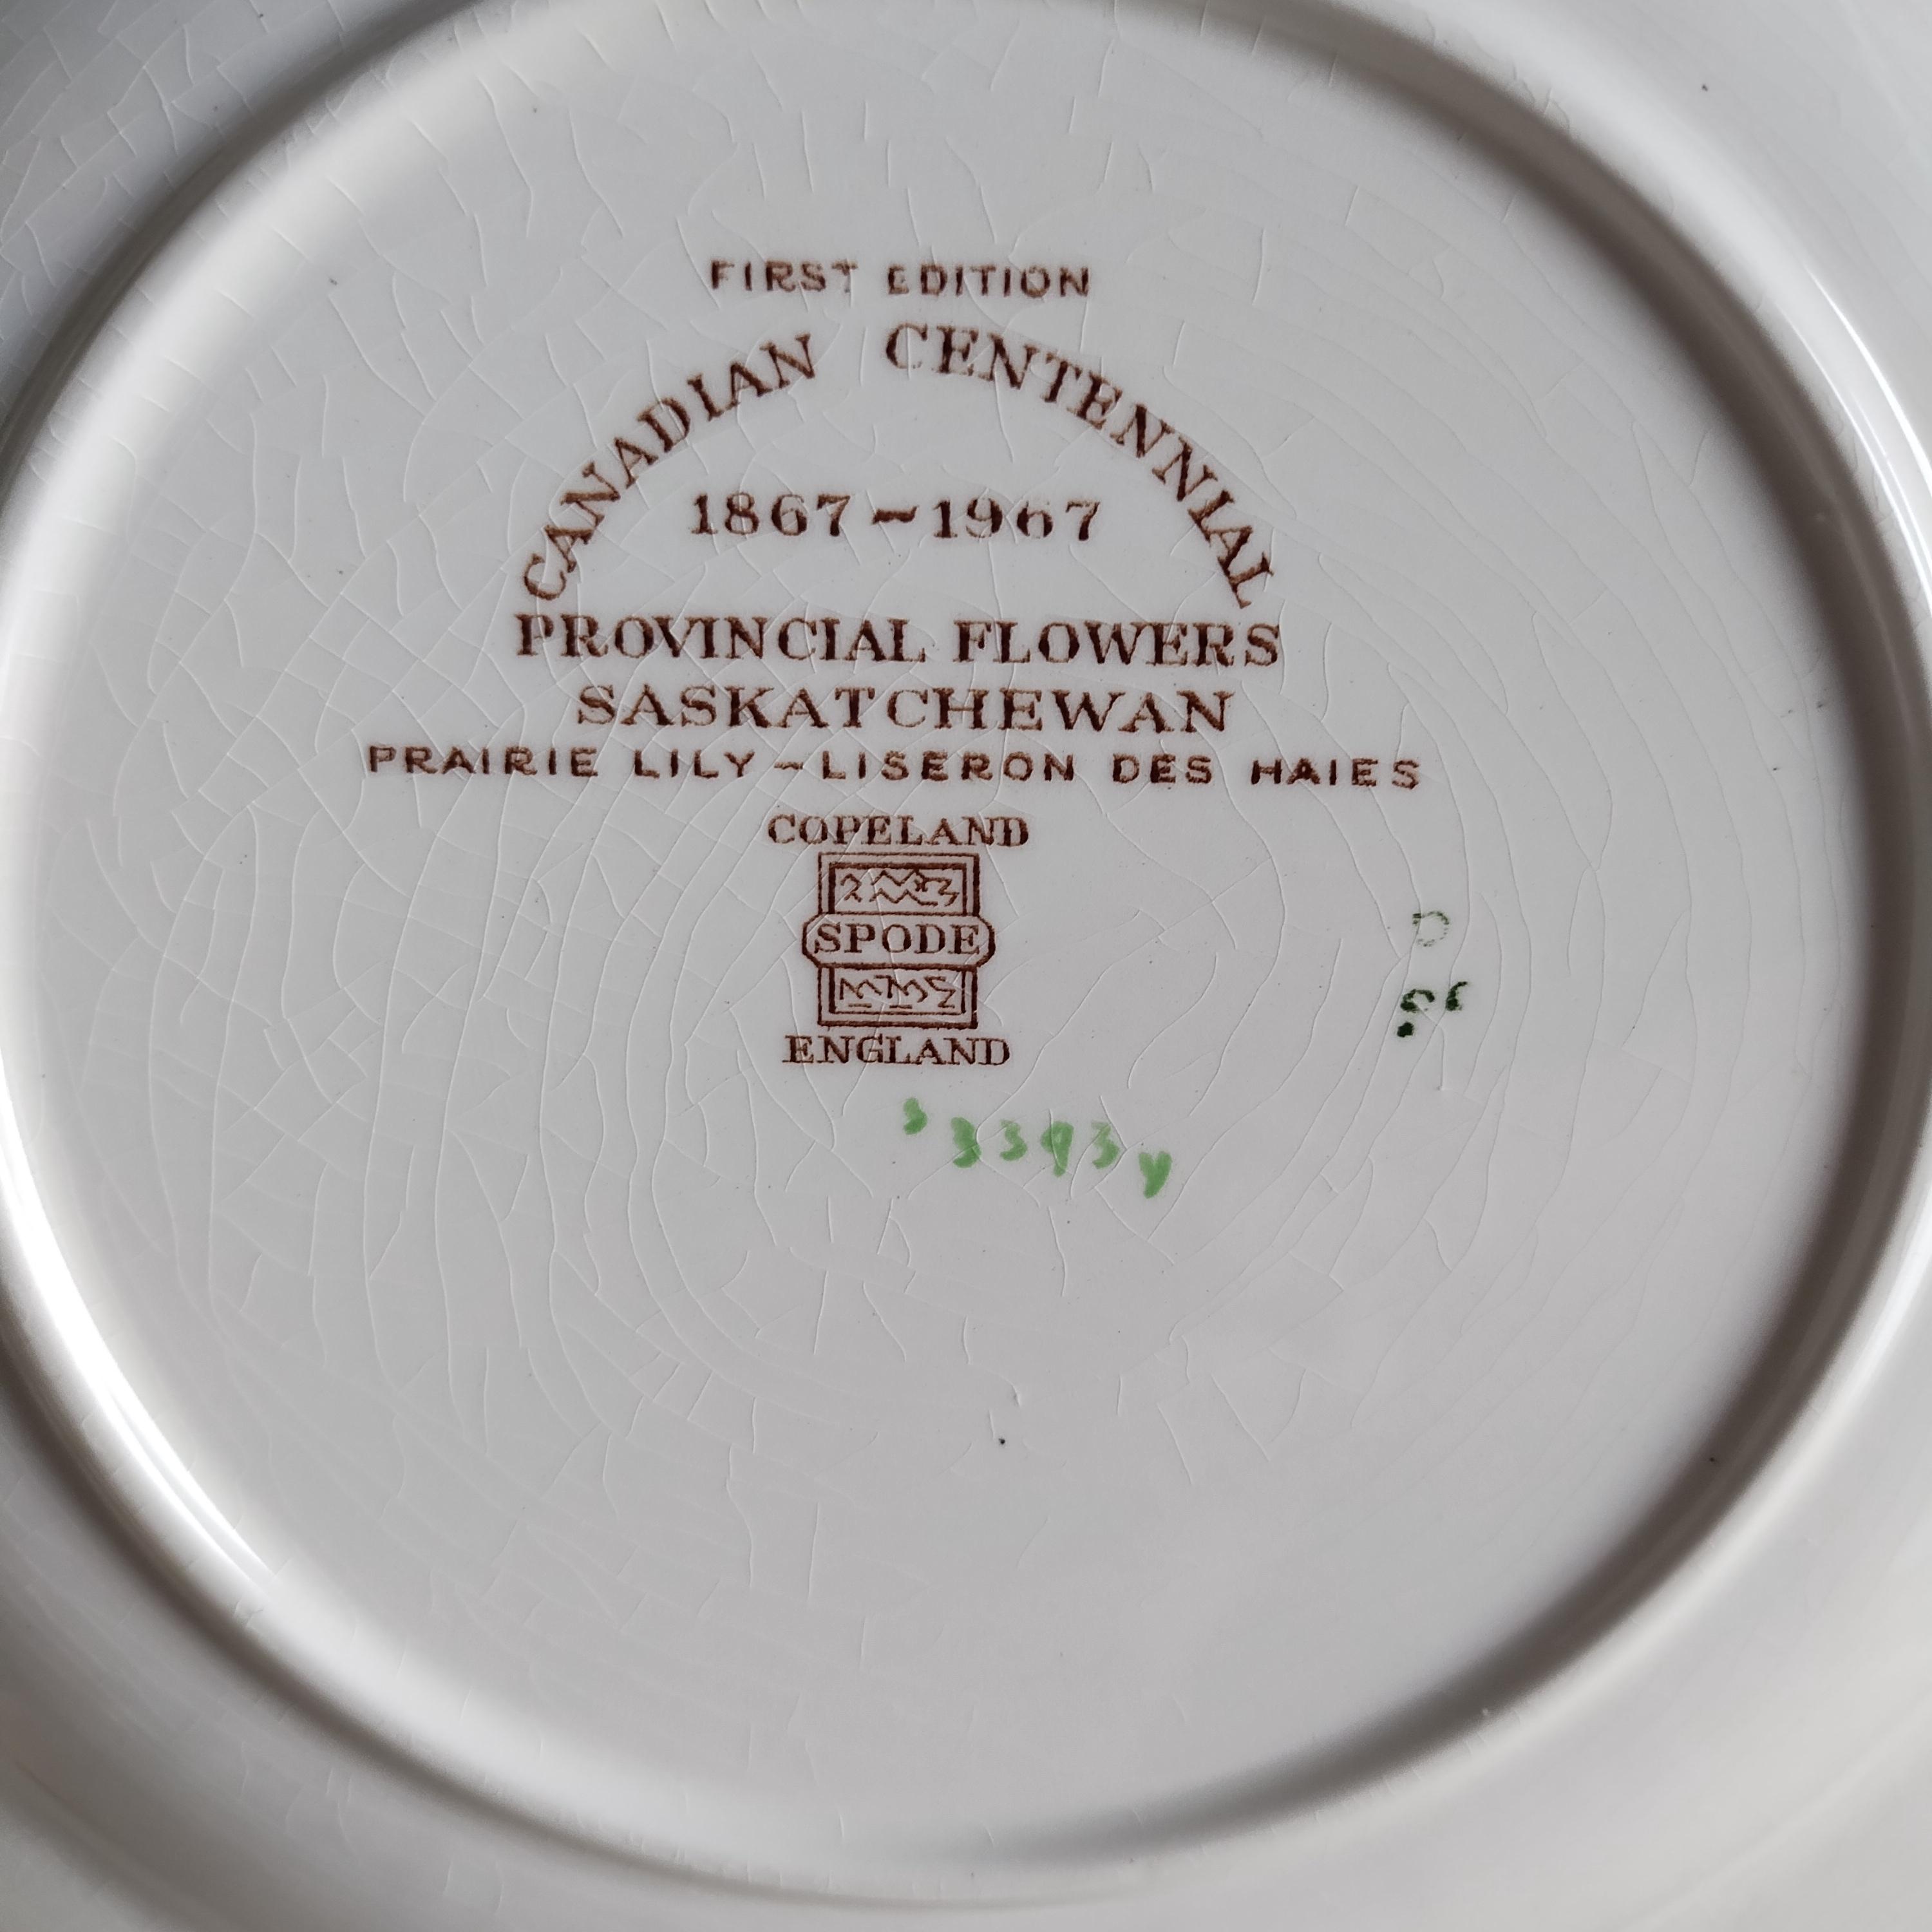 FIRST EDITION
CANADIAN CENTENNIAL
1867~1967
PROVINCIAL FLOWERS
SASKATCHEWAN
PRAIRIE LILY ~ LISERON DES HAIES
COPELAND
SPODE
ENGLAND